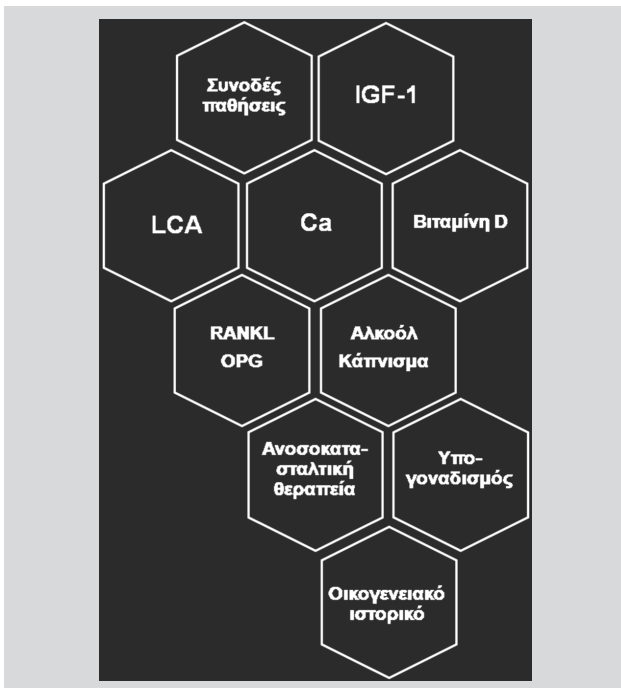 Συνοδές
παθήσεις
IGF-1
LCA
Ca
Βιταμίνη D
RANKL
OPG
Αλκοόλ
Κάπνισμα
Ανοσοκατα-
σταλτική
θεραπεία
Υπο-
γοναδισμός
Οικογενειακό
ιστορικό